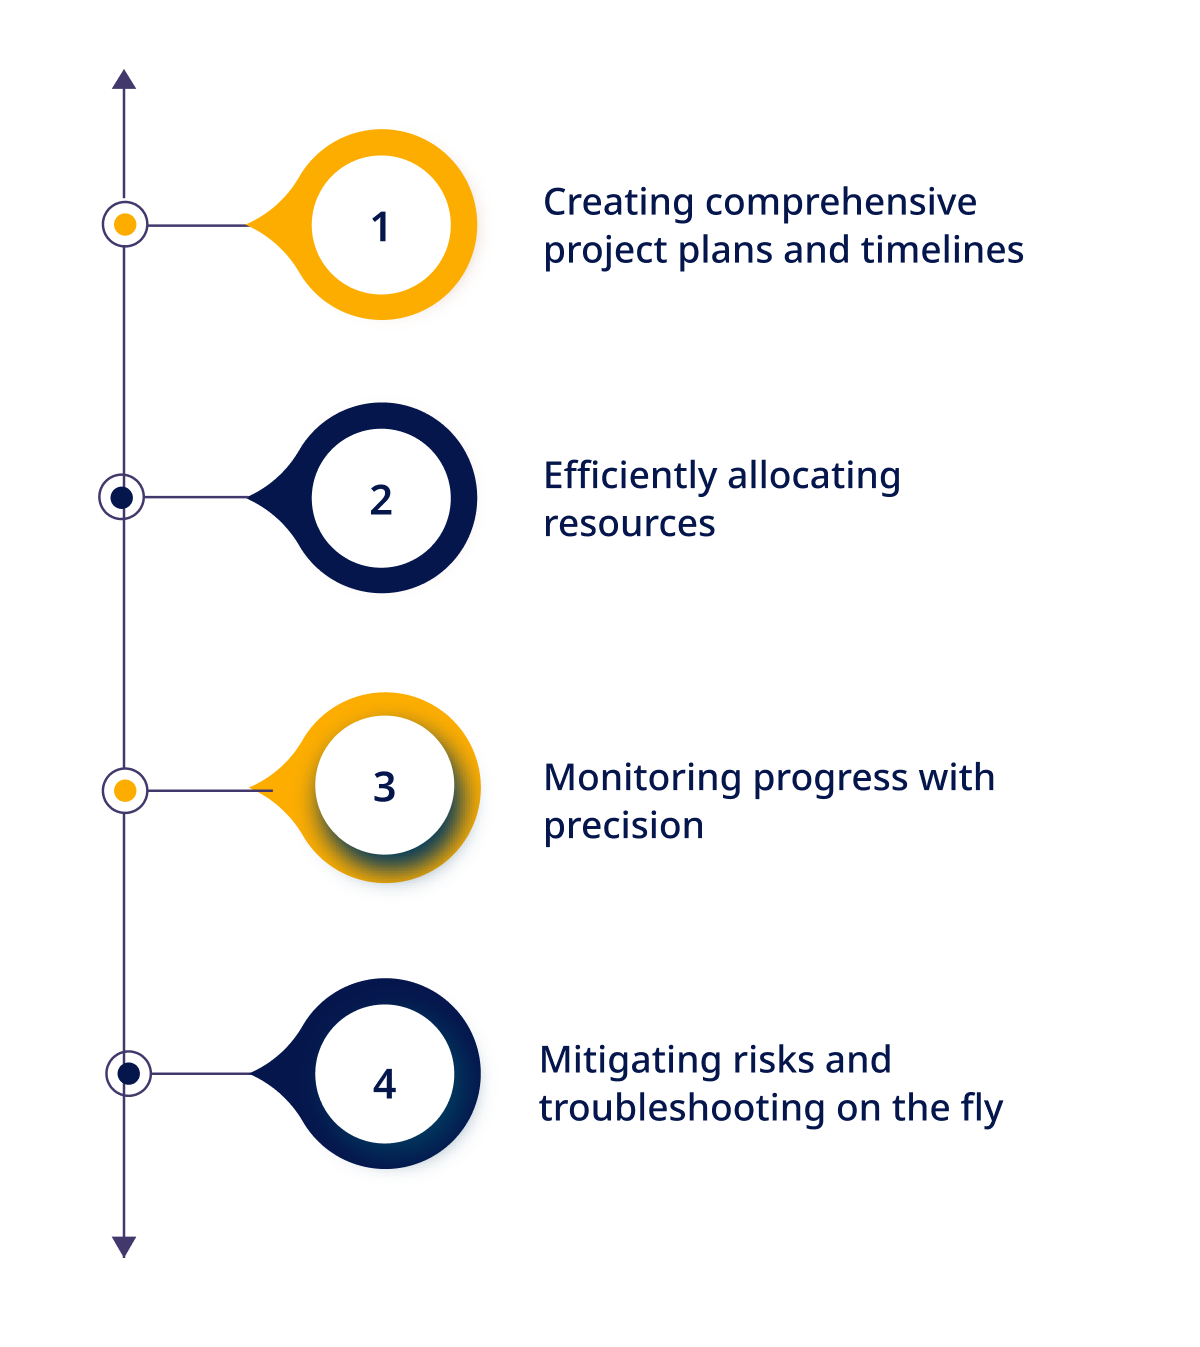 1
Creating comprehensive
project plans and timelines
2
Efficiently allocating
resources
3
Monitoring progress with
precision
4
Mitigating risks and
troubleshooting on the fly